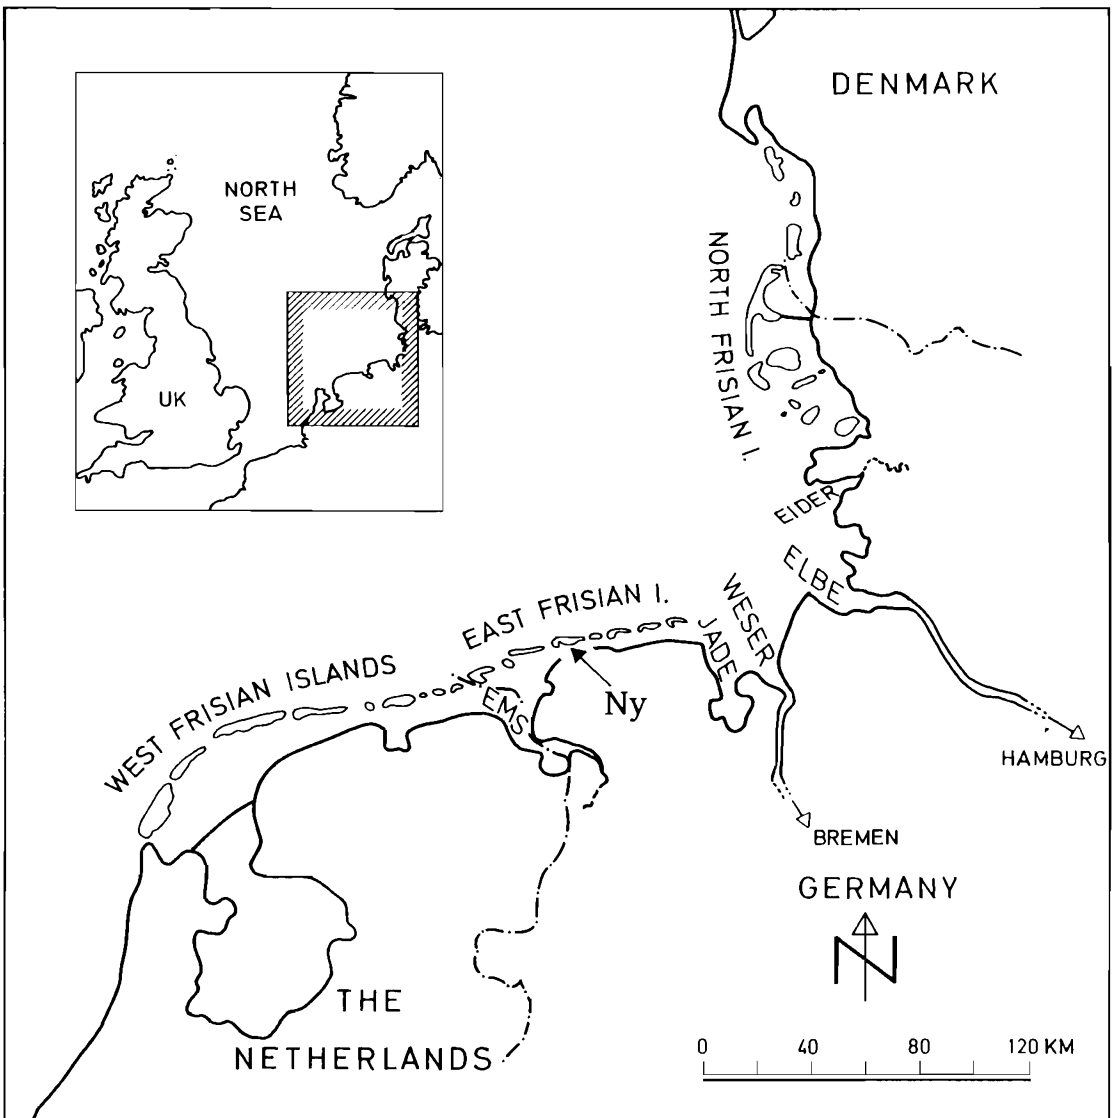 DENMARK
NORTH
SEA
UK
NORTH FRISIAN I.
EIDER
ELBE
WESER
JADE
EAST FRISIAN I.
WEST FRISIAN ISLANDS
EMS
Ny
HAMBURG
BREMEN
GERMANY
N
THE
NETHERLANDS
0 40 80 120 KM